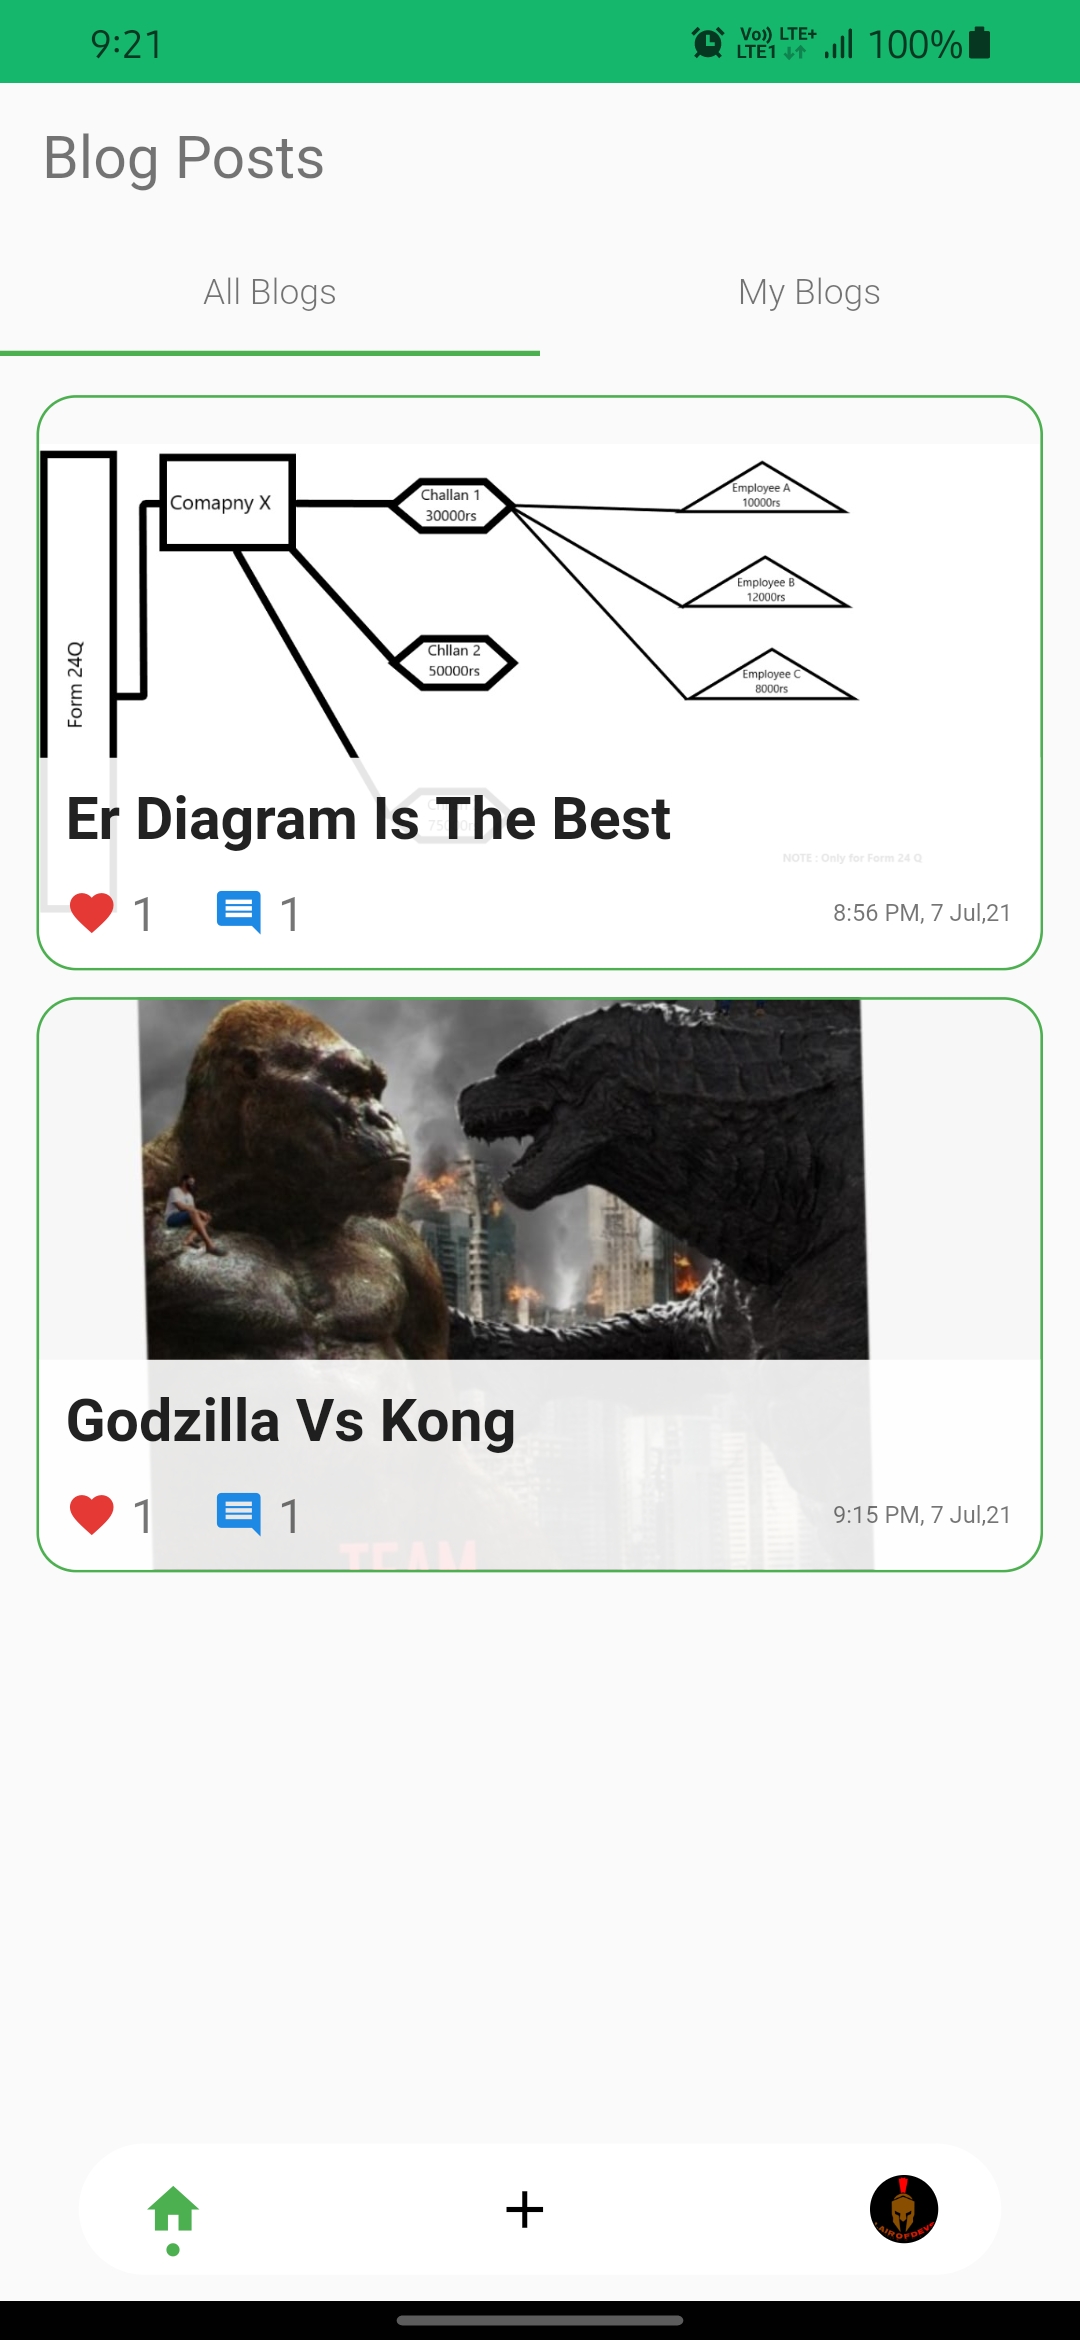 9:21
Vo)) LTE+
LTE1
100%
Blog Posts
All Blogs
My Blogs
Form 24Q
Comapny X
Challan 1
30000rs
Chllan 2
50000rs
Employee A
10000rs
Employee B
12000rs
Employee C
8000rs
Er Diagram Is The Best
NOTE : Only for Form 24 Q
1
1
8:56 PM, 7 Jul,21
Godzilla Vs Kong
1
1
9:15 PM, 7 Jul,21
TEAM